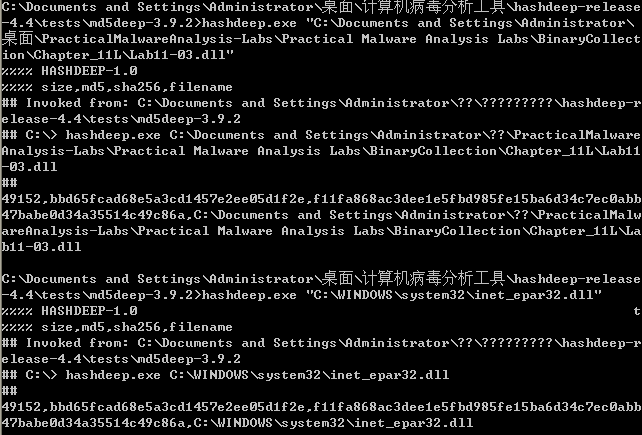 C:\Documents and Settings\Administrator\桌面\计算机病毒分析工具\hashdeep-release
-4.4\tests\md5deep-3.9.2>hashdeep.exe "C:\Documents and Settings\Administrator\
桌面\PracticalMalwareAnalysis-Labs\Practical Malware Analysis Labs\BinaryCollect
ion\Chapter_11L\Lab11-03.dll"
%%%% HASHDEEP-1.0
%%%% size,md5,sha256,filename
## Invoked from: C:\Documents and Settings\Administrator\??\?????????\hashdeep-r
elease-4.4\tests\md5deep-3.9.2
## C:\> hashdeep.exe C:\Documents and Settings\Administrator\??\PracticalMalware
Analysis-Labs\Practical Malware Analysis Labs\BinaryCollection\Chapter_11L\Lab11
-03.dll
##
49152,bbd65fcad68e5a3cd1457e2ee05d1f2e,f11fa868ac3dee1e5fbd985fe15ba6d34c7ec0abb
47babe0d34a35514c49c86a,C:\Documents and Settings\Administrator\??\PracticalMalw
areAnalysis-Labs\Practical Malware Analysis Labs\BinaryCollection\Chapter_11L\La
b11-03.dll
C:\Documents and Settings\Administrator\桌面\计算机病毒分析工具\hashdeep-release
-4.4\tests\md5deep-3.9.2>hashdeep.exe "C:\WINDOWS\system32\inet_epar32.dll"
%%%% HASHDEEP-1.0 t
%%%% size,md5,sha256,filename
## Invoked from: C:\Documents and Settings\Administrator\??\?????????\hashdeep-r
elease-4.4\tests\md5deep-3.9.2
## C:\> hashdeep.exe C:\WINDOWS\system32\inet_epar32.dll
##
49152,bbd65fcad68e5a3cd1457e2ee05d1f2e,f11fa868ac3dee1e5fbd985fe15ba6d34c7ec0abb
47babe0d34a35514c49c86a,C:\WINDOWS\system32\inet_epar32.dll